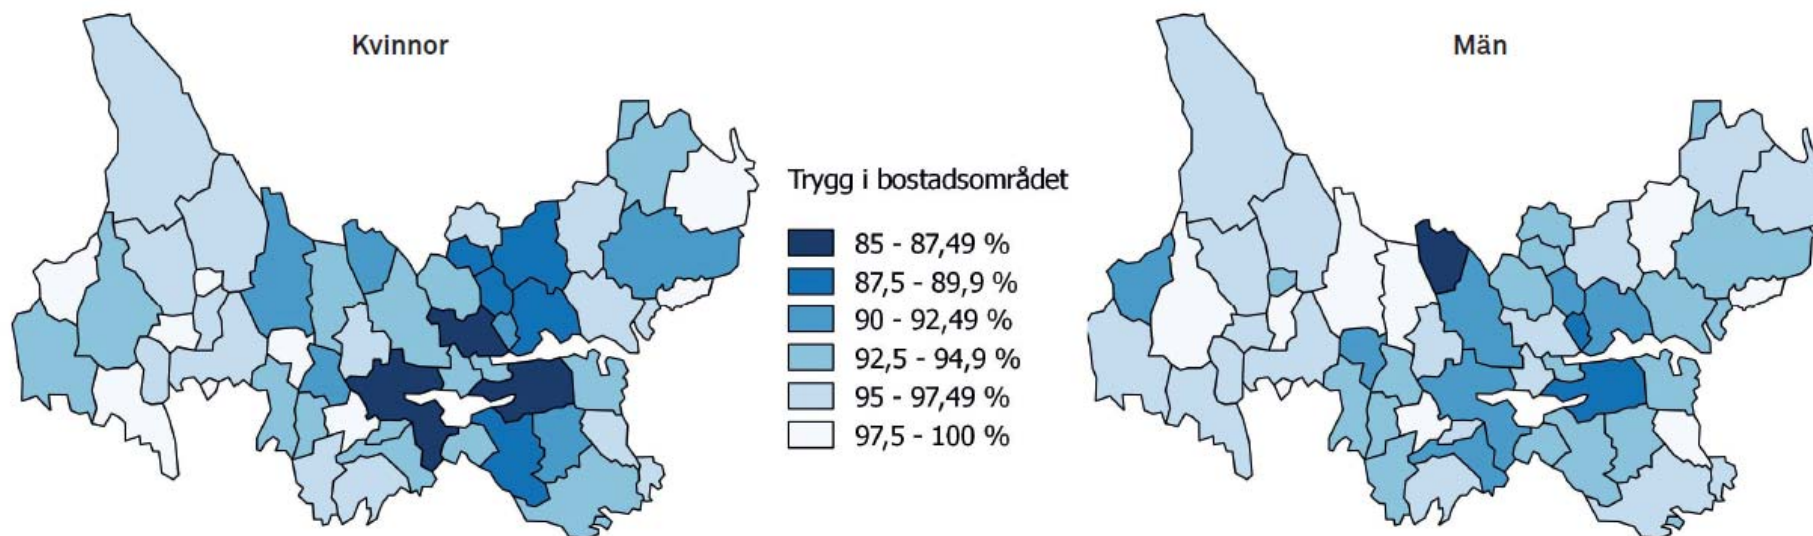 Kvinnor
Män
Trygg i bostadsområdet
85 - 87,49 %
87,5 - 89,9 %
90 - 92,49 %
92,5 - 94,9 %
95 - 97,49 %
97,5 - 100 %